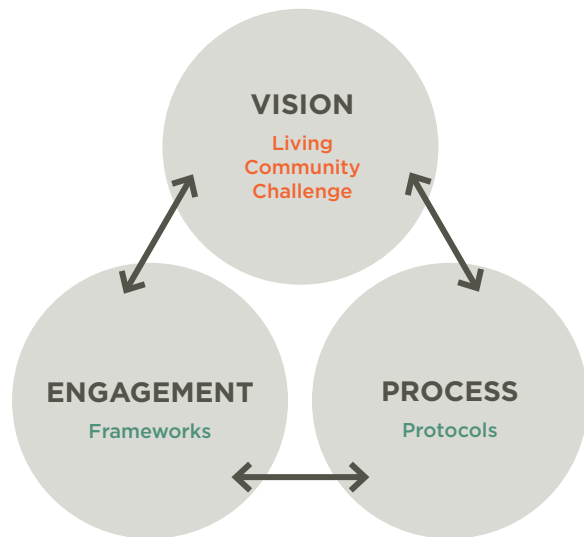 VISION
Living
Community
Challenge
ENGAGEMENT
Frameworks
PROCESS
Protocols